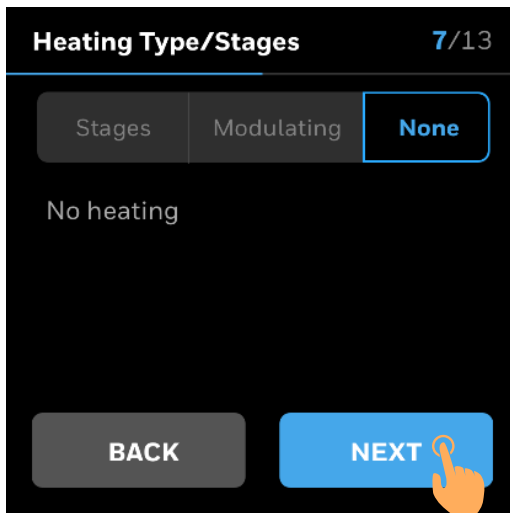 Heating Type/Stages 7/13
Stages Modulating None
No heating
BACK NEXT